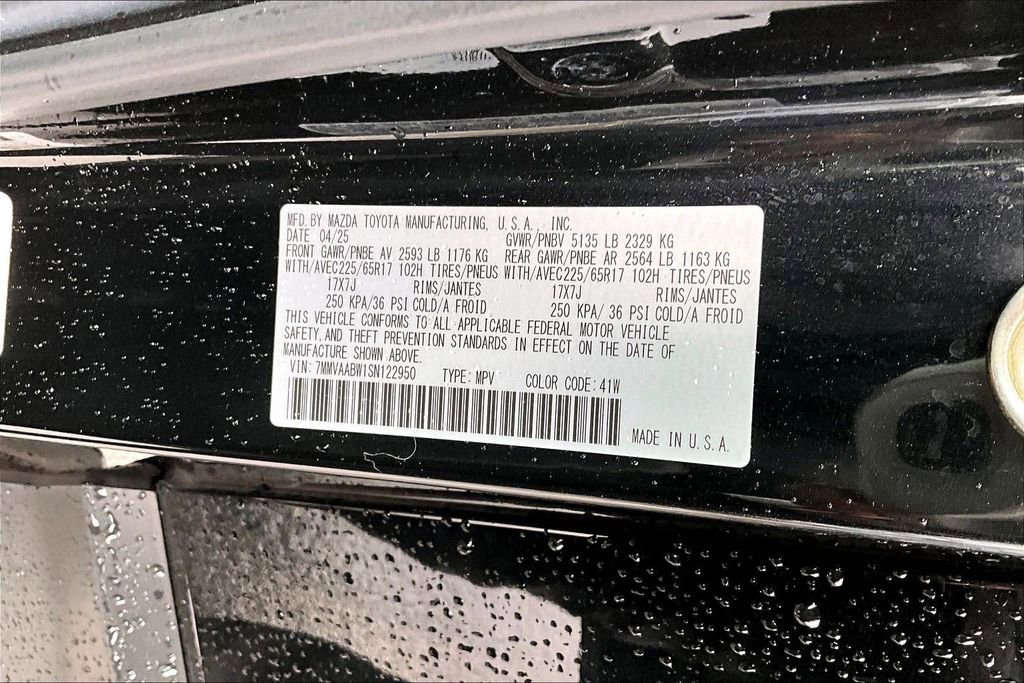 MFD. BY MAZDA TOYOTA MANUFACTURING, U.S.A., INC.
DATE 04/25 GVWR/PNBV 5135 LB 2329 KG
FRONT GAWR/PNBE AV 2593 LB 1176 KG REAR GAWR/PNBE AR 2564 LB 1163 KG
WITH/AVEC225/65R17 102H TIRES/PNEUS WITH/AVEC225/65R17 102H TIRES/PNEUS
17X7J RIMS/JANTES 17X7J RIMS/JANTES
250 KPA/36 PSI COLD/A FROID 250 KPA/ 36 PSI COLD/A FROID
THIS VEHICLE CONFORMS TO ALL APPLICABLE FEDERAL MOTOR VEHICLE
SAFETY, AND THEFT PREVENTION STANDARDS IN EFFECT ON THE DATE OF
MANUFACTURE SHOWN ABOVE.
VIN: 7MMVAABW1SN122950 TYPE: MPV COLOR CODE: 41W
MADE IN U.S.A.